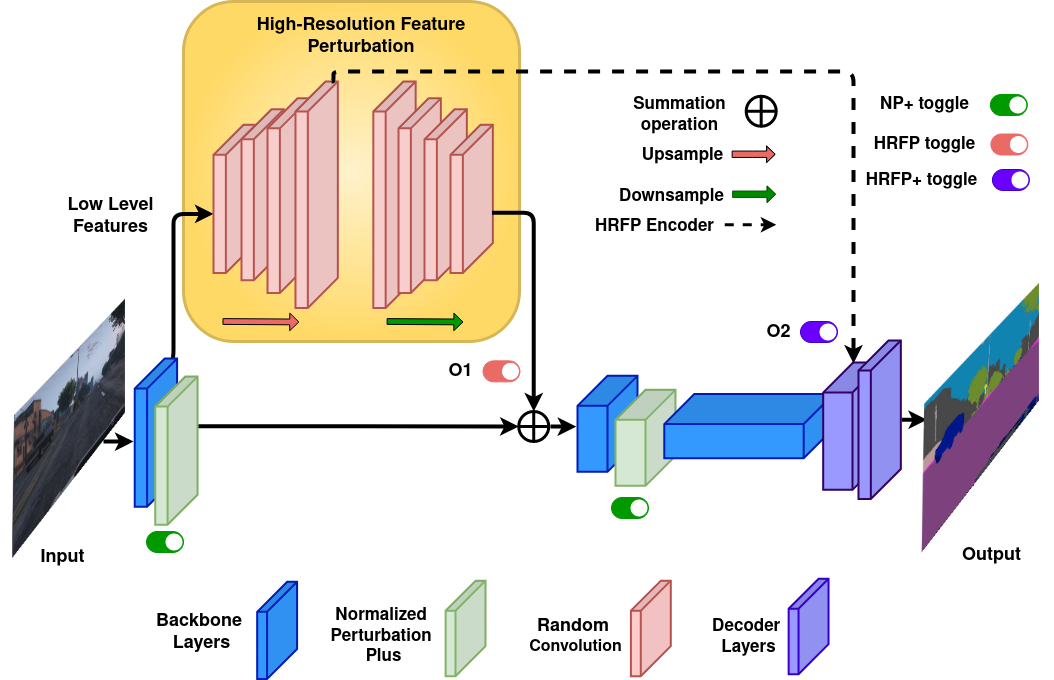 High-Resolution Feature
Perturbation
Summation
operation
Upsample
Downsample
HRFP Encoder
NP+ toggle
HRFP toggle
HRFP+ toggle
Low Level
Features
O1
O2
Input
Output
Backbone
Layers
Normalized
Perturbation
Plus
Random
Convolution
Decoder
Layers